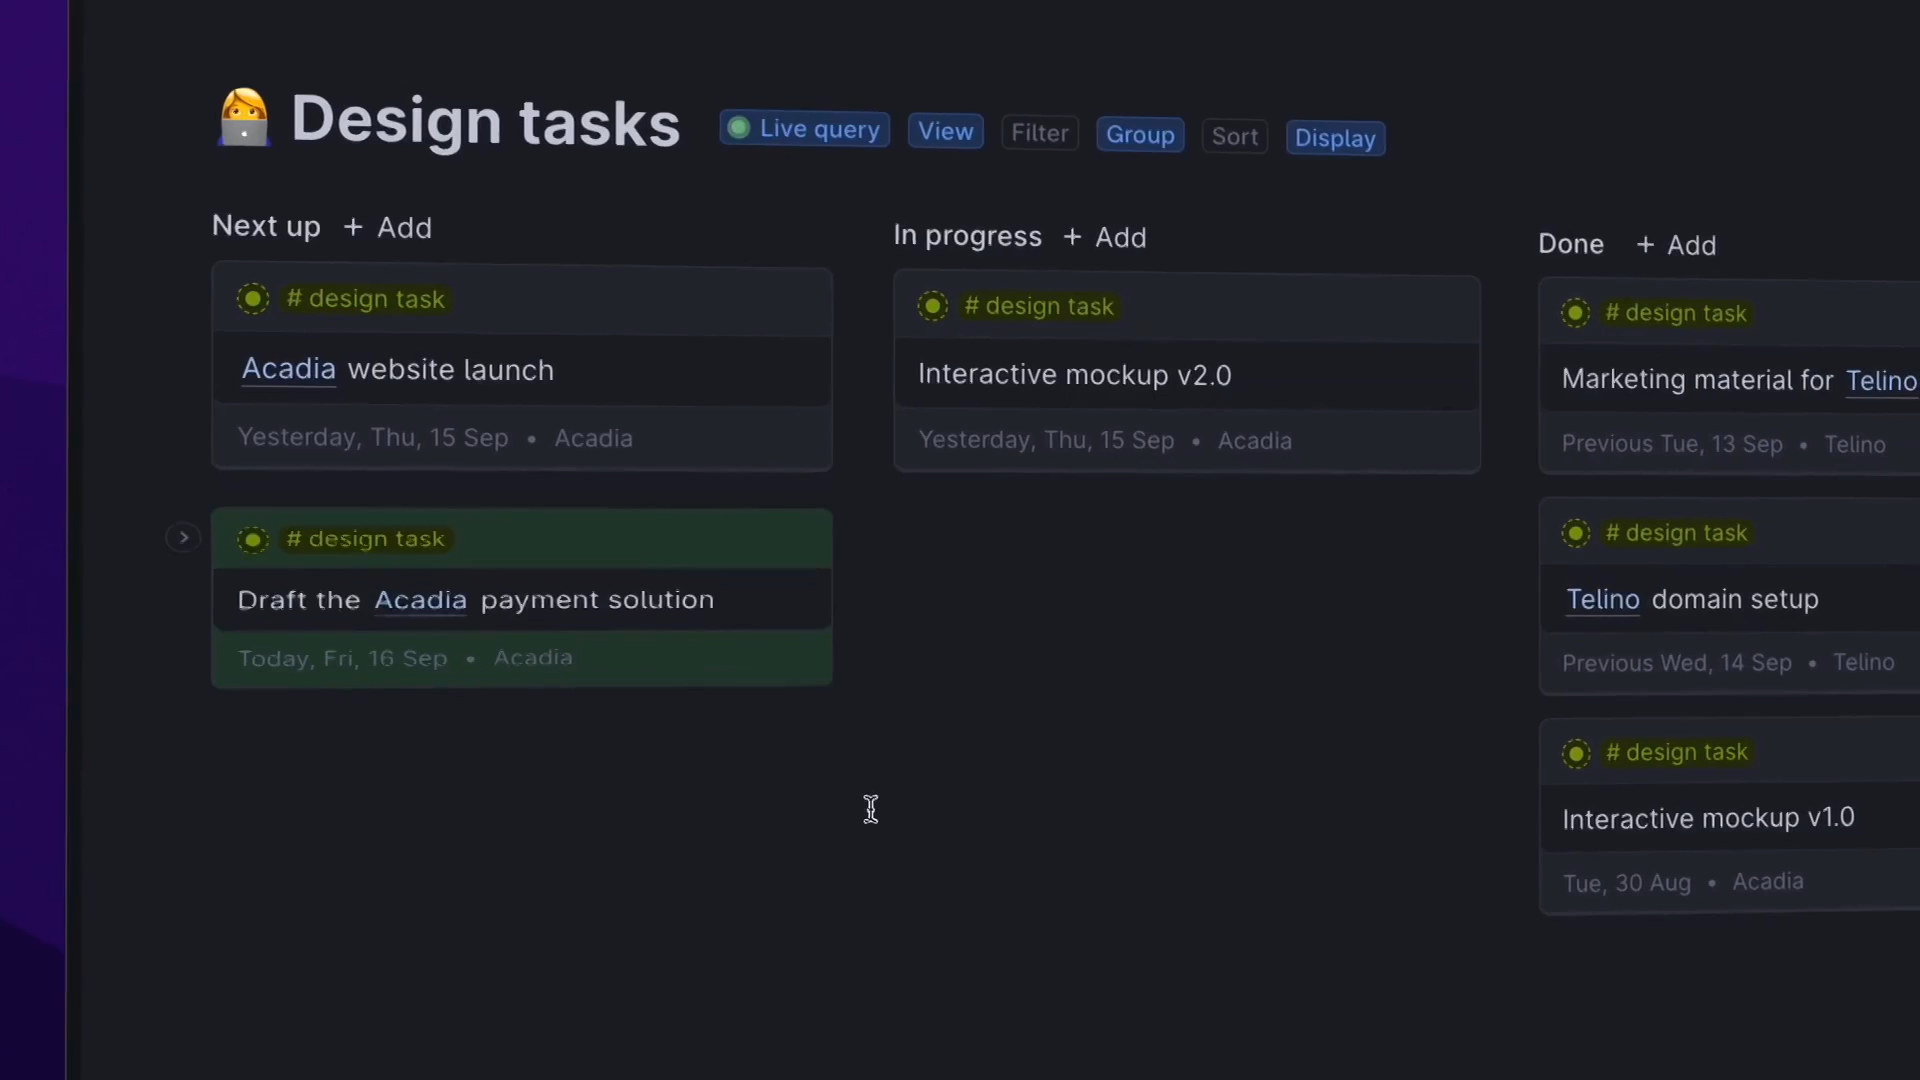 Design tasks
Live query View Filter Group Sort Display
Next up + Add
# design task
Acadia website launch
Yesterday, Thu, 15 Sep • Acadia
# design task
Draft the Acadia payment solution
Today, Fri, 16 Sep • Acadia
In progress + Add
# design task
Interactive mockup v2.0
Yesterday, Thu, 15 Sep • Acadia
Done + Add
# design task
Marketing material for Telino
Previous Tue, 13 Sep • Telino
# design task
Telino domain setup
Previous Wed, 14 Sep • Telino
# design task
Interactive mockup v1.0
Tue, 30 Aug • Acadia